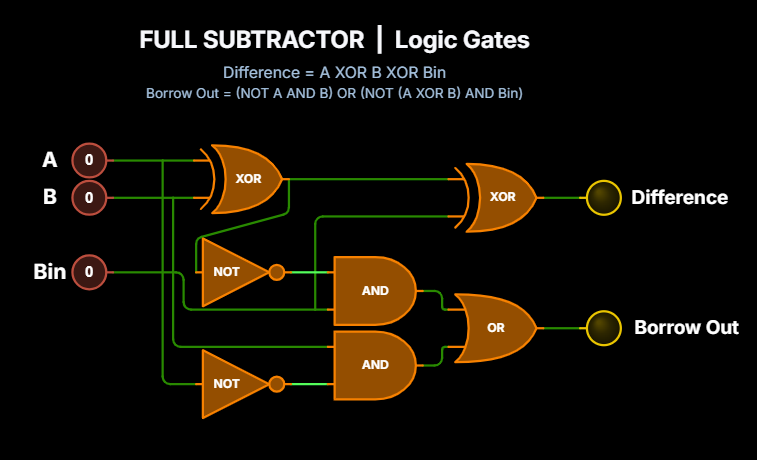 FULL SUBTRACTOR | Logic Gates
Difference = A XOR B XOR Bin
Borrow Out = (NOT A AND B) OR (NOT (A XOR B) AND Bin)
A 0
XOR
B 0
XOR
Difference
Bin 0
NOT
AND
OR
Borrow Out
AND
NOT